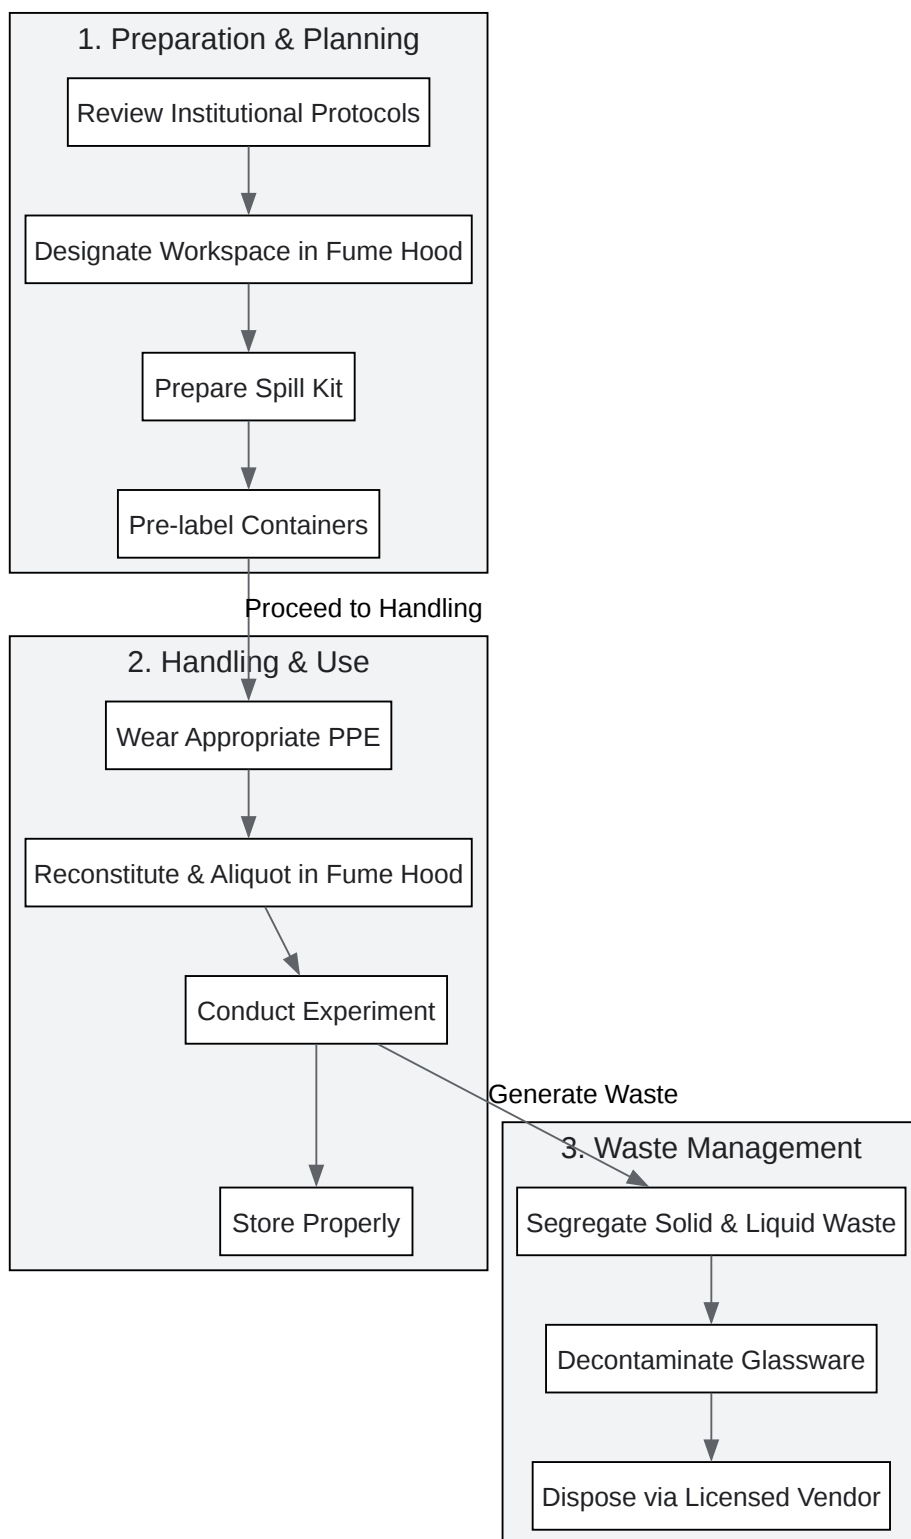 1. Preparation & Planning
Review Institutional Protocols
Designate Workspace in Fume Hood
Prepare Spill Kit
Pre-label Containers
Proceed to Handling
2. Handling & Use
Wear Appropriate PPE
Reconstitute & Aliquot in Fume Hood
Conduct Experiment
Generate Waste
3. Waste Management
Store Properly
Segregate Solid & Liquid Waste
Decontaminate Glassware
Dispose via Licensed Vendor